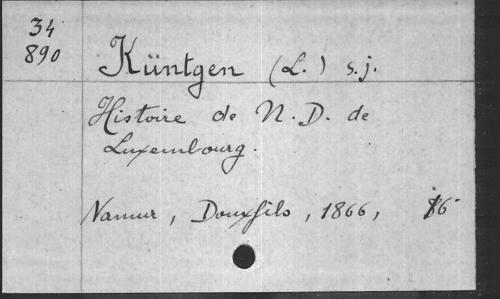 34
890
Küntgen (L.) s.j.
Histoire de N. D. de
Luxembourg.
Namur, Douxfils, 1866,